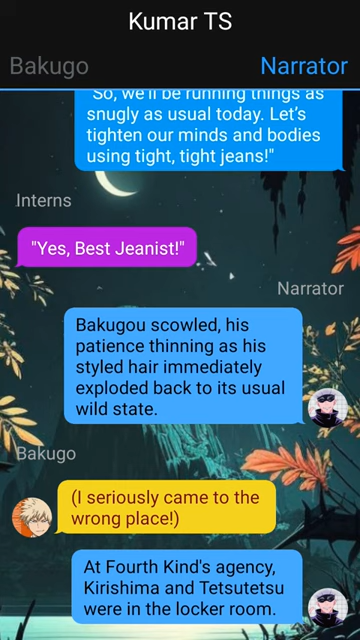 Kumar TS
Bakugo
Narrator
"So, we'll be running things as
snugly as usual today. Let's
tighten our minds and bodies
using tight, tight jeans!"
Interns
"Yes, Best Jeanist!"
Narrator
Bakugou scowled, his
patience thinning as his
styled hair immediately
exploded back to its usual
wild state.
Bakugo
(I seriously came to the
wrong place!)
At Fourth Kind's agency,
Kirishima and Tetsutetsu
were in the locker room.